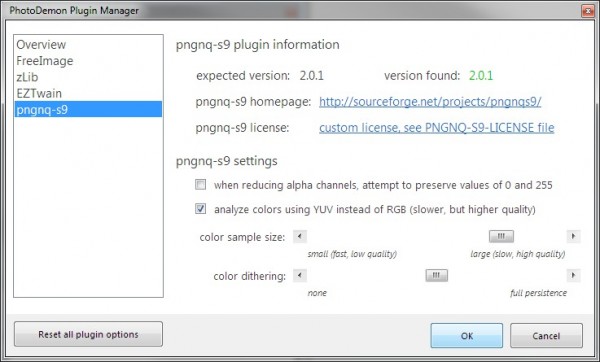 PhotoDemon Plugin Manager
Overview
FreeImage
zLib
EZTwain
pngnq-s9
pngnq-s9 plugin information
expected version: 2.0.1 version found: 2.0.1
pngnq-s9 homepage: http://sourceforge.net/projects/pngnqs9/
pngnq-s9 license: custom license, see PNGNQ-S9-LICENSE file
pngnq-s9 settings
when reducing alpha channels, attempt to preserve values of 0 and 255
analyze colors using YUV instead of RGB (slower, but higher quality)
color sample size:
small (fast, low quality) large (slow, high quality)
color dithering:
none full persistence
Reset all plugin options OK Cancel